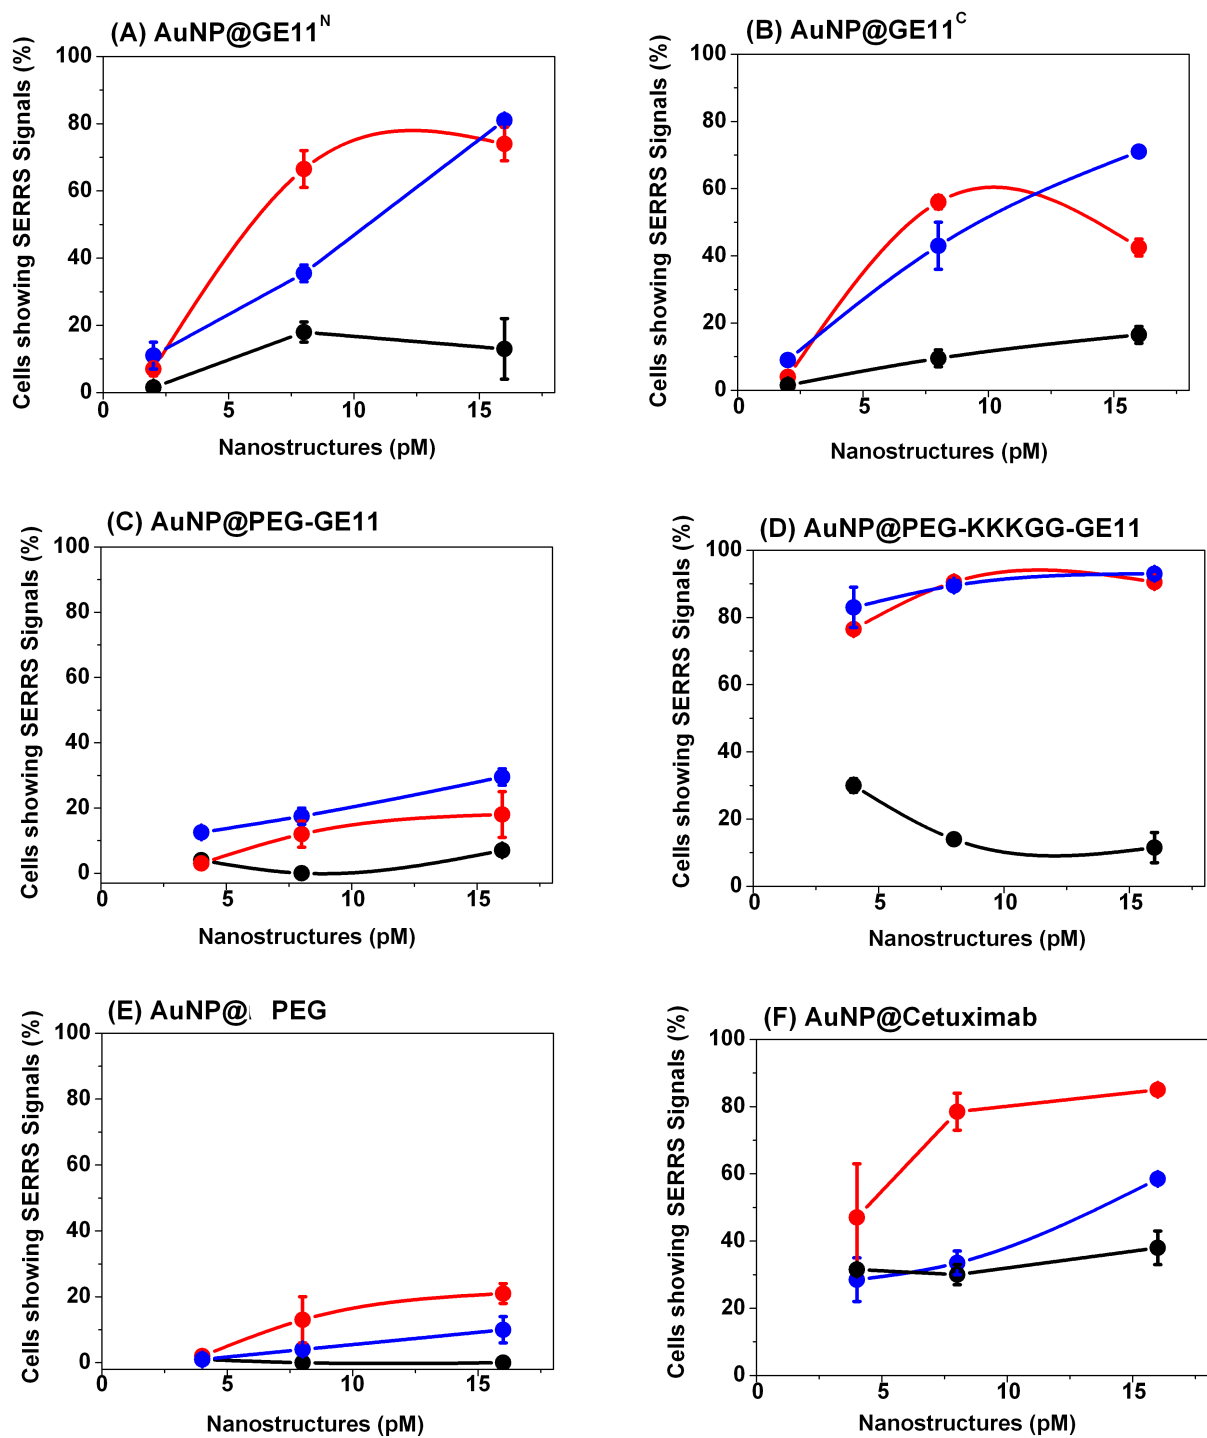 (A) AuNP@GE11N
Cells showing SERRS Signals (%)
100
80
60
40
20
0
0 5 10 15
Nanostructures (pM)
(B) AuNP@GE11C
Cells showing SERRS Signals (%)
100
80
60
40
20
0
0 5 10 15
Nanostructures (pM)
(C) AuNP@PEG-GE11
Cells showing SERRS Signals (%)
100
80
60
40
20
0
0 5 10 15
Nanostructures (pM)
(D) AuNP@PEG-KKKGG-GE11
Cells showing SERRS Signals (%)
100
80
60
40
20
0
0 5 10 15
Nanostructures (pM)
(E) AuNP@ PEG
Cells showing SERRS Signals (%)
100
80
60
40
20
0
0 5 10 15
Nanostructures (pM)
(F) AuNP@Cetuximab
Cells showing SERRS Signals (%)
100
80
60
40
20
0
0 5 10 15
Nanostructures (pM)